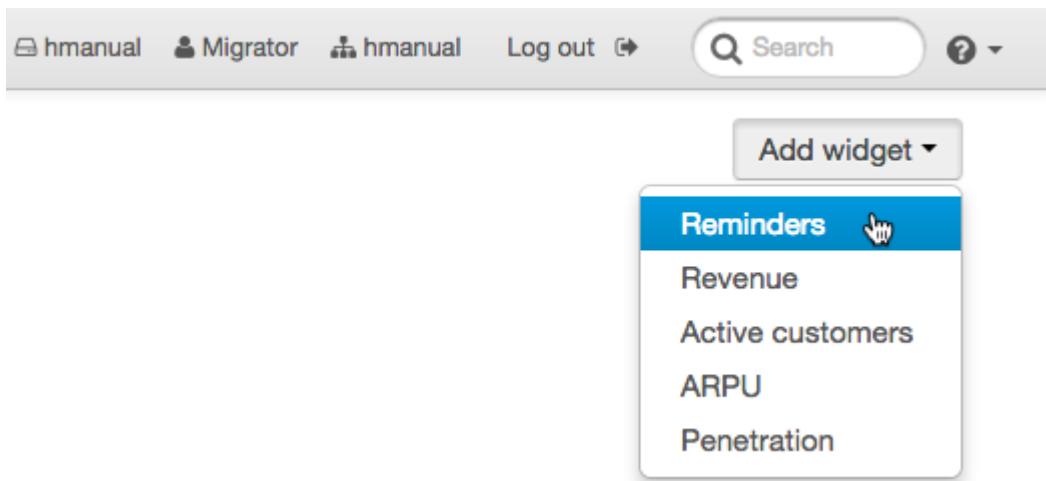 hmanual Migrator hmanual Log out Search
Add widget
Reminders
Revenue
Active customers
ARPU
Penetration